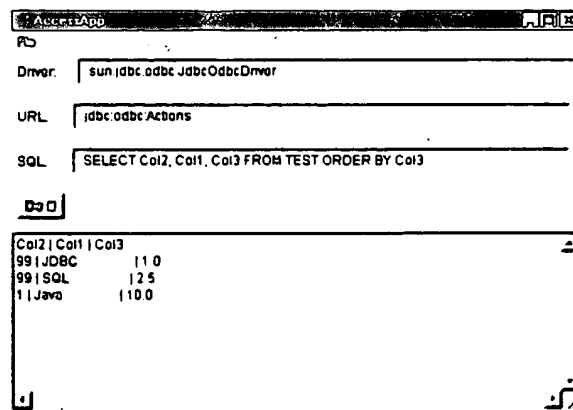 AccessApp
Driver: sun.jdbc.odbc.JdbcOdbcDriver
URL jdbc:odbc:Actions
SQL SELECT Col2, Col1, Col3 FROM TEST ORDER BY Col3
Col2 | Col1 | Col3
99 | JDBC | 1.0
99 | SQL | 2.5
1 | Java | 10.0